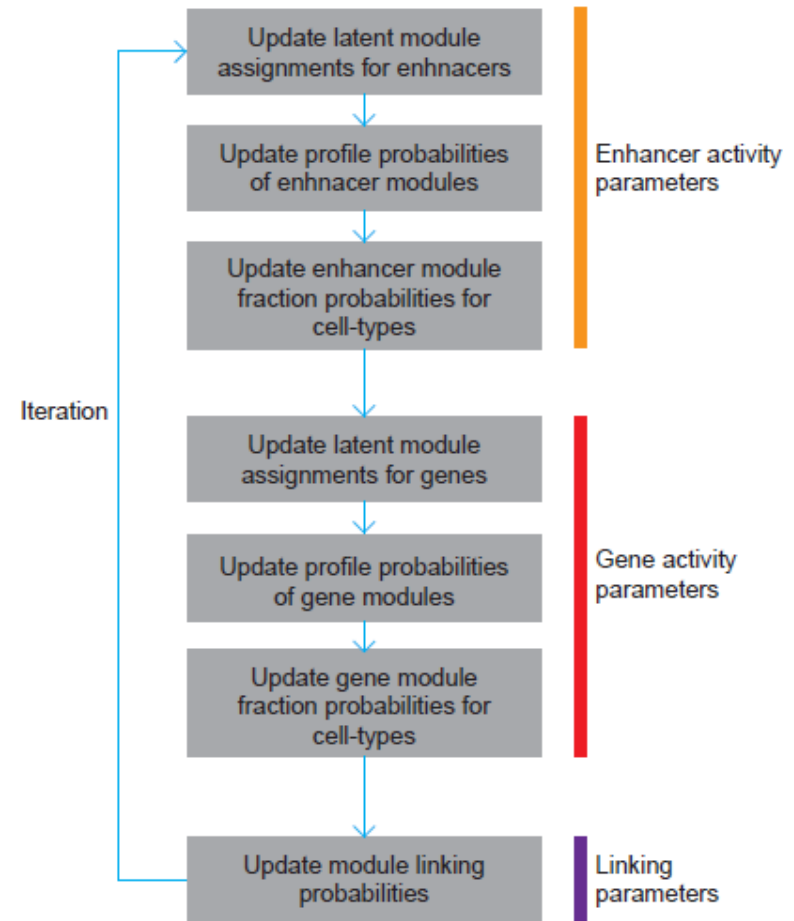 Update latent module
assignments for enhnacers
Update profile probabilities
of enhnacer modules
Enhancer activity
parameters
Update enhancer module
fraction probabilities for
cell-types
Iteration
Update latent module
assignments for genes
Update profile probabilities
of gene modules
Gene activity
parameters
Update gene module
fraction probabilities for
cell-types
Update module linking
probabilities
Linking
parameters